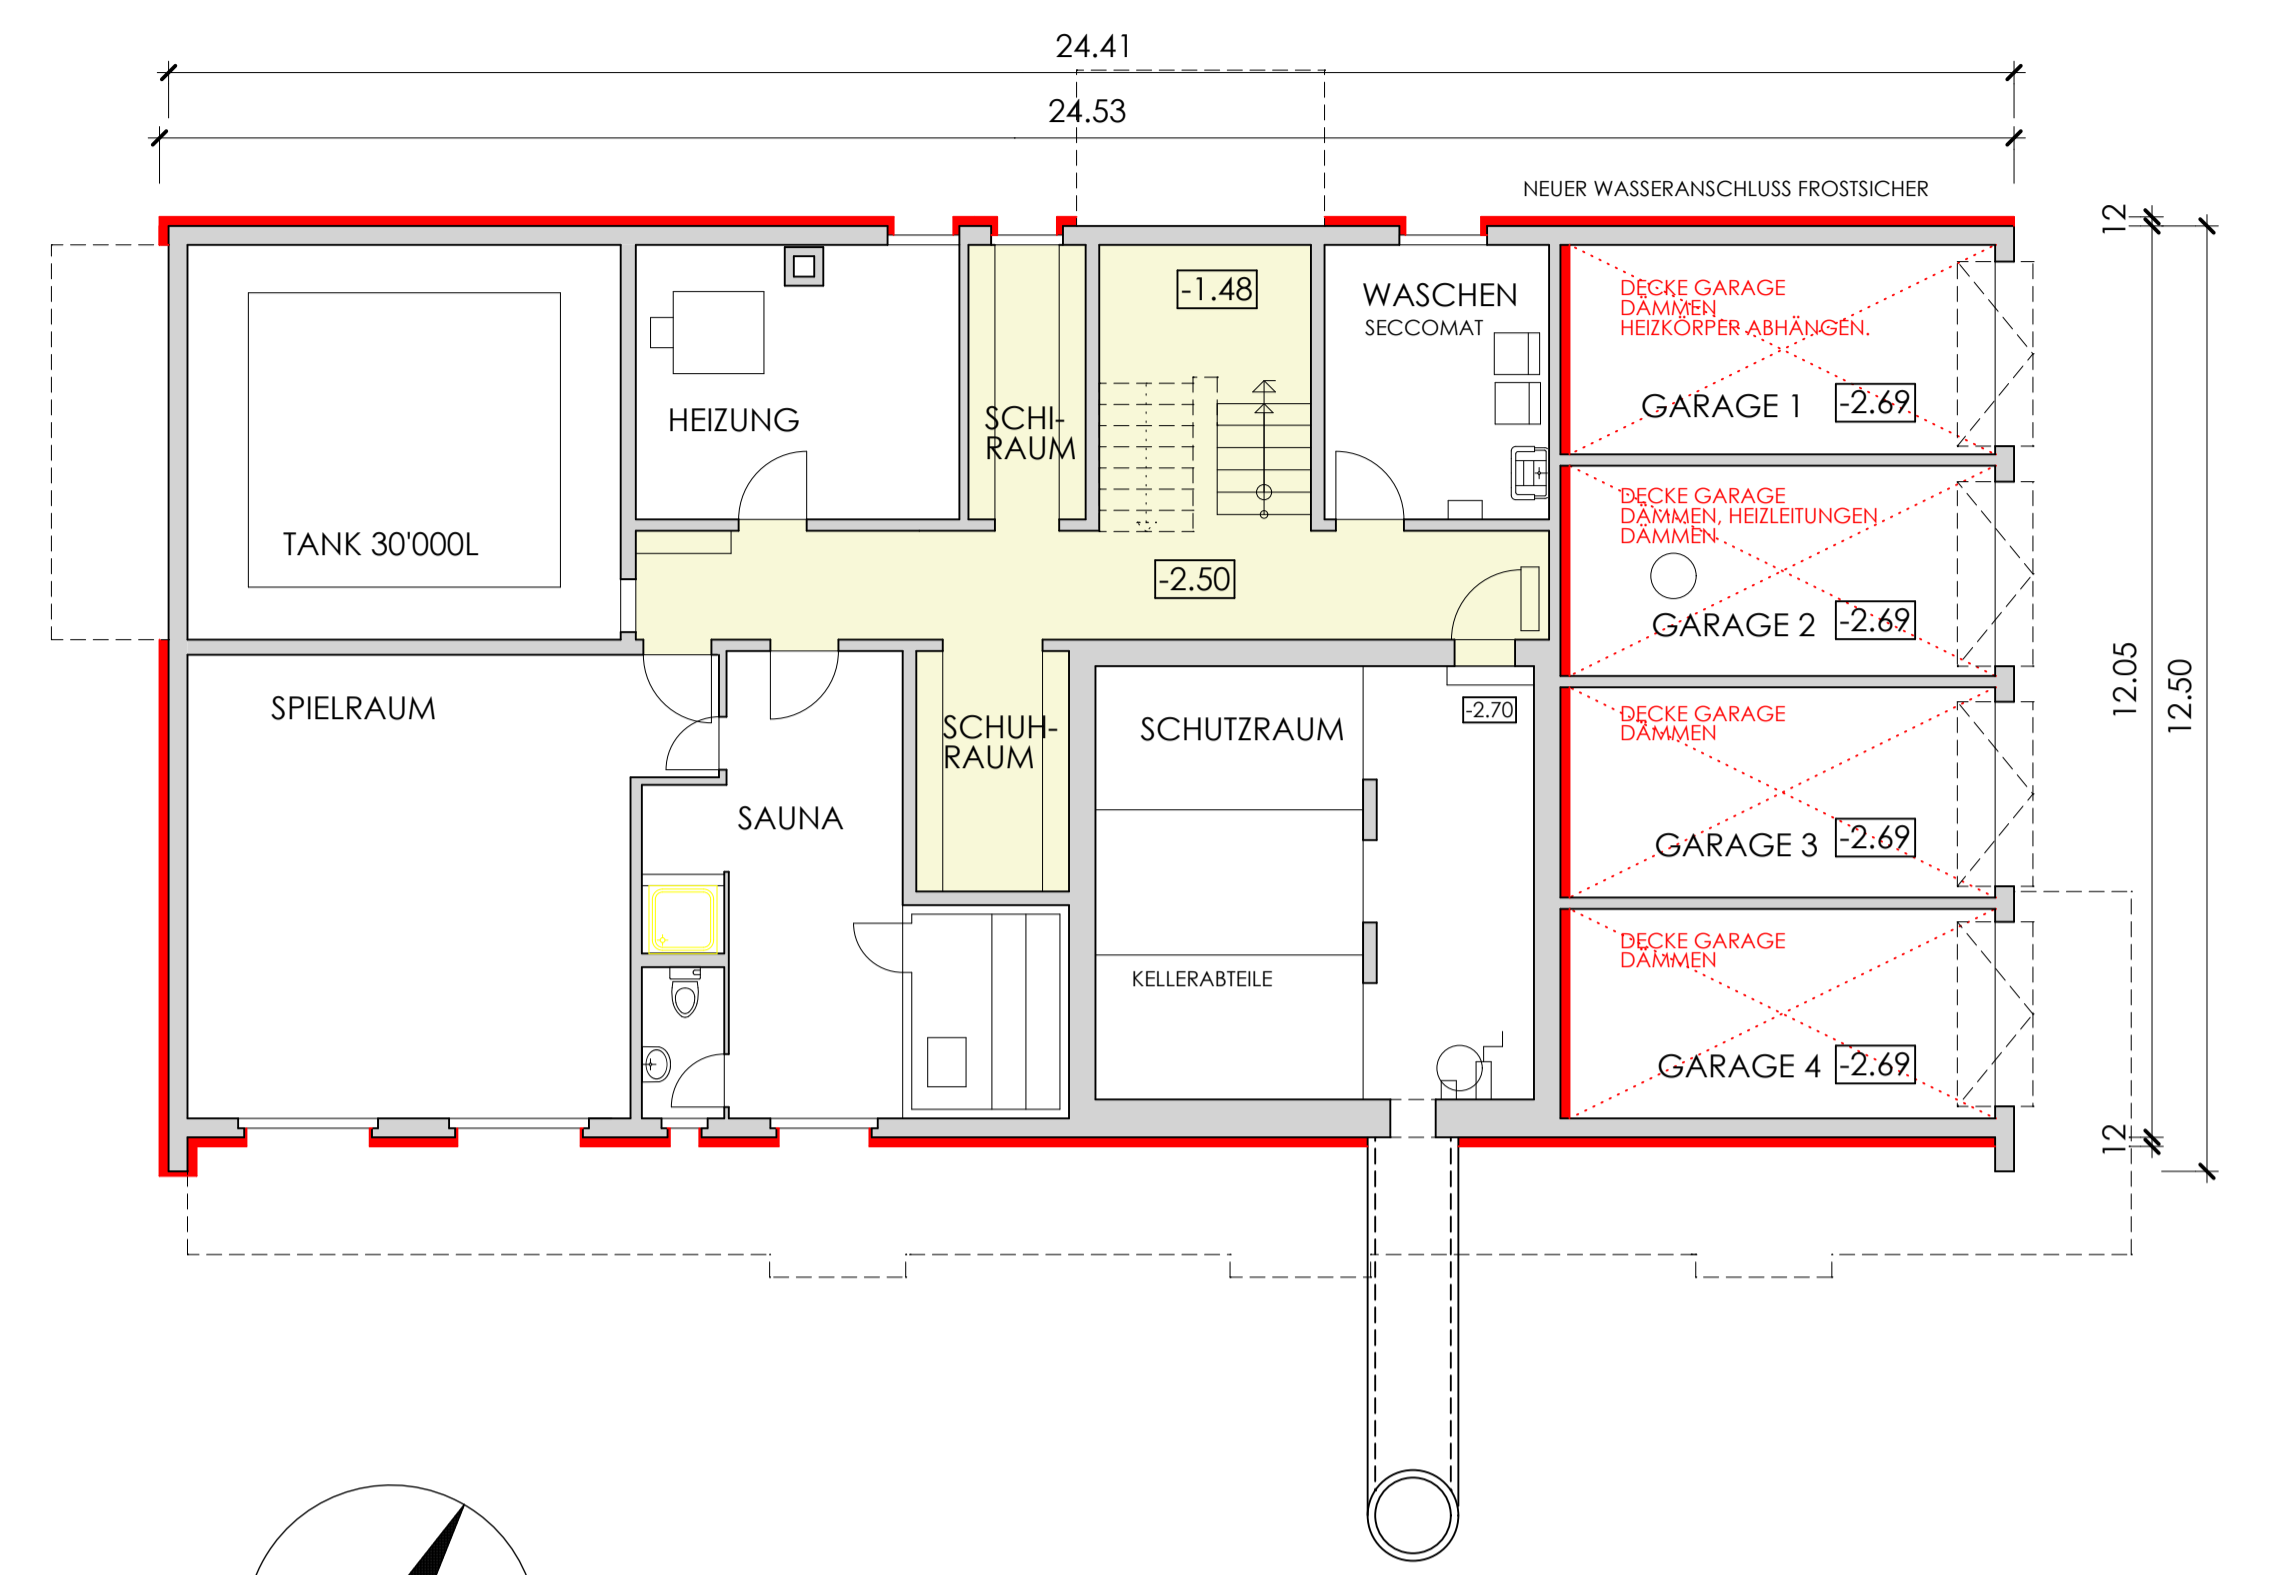 24.41
24.53
NEUER WASSERANSCHLUSS FROSTSICHER
12
-1.48
WASCHEN
SECCOMAT
DECKE GARAGE
DÄMMEN
HEIZKÖRPER ABHÄNGEN.
GARAGE 1
-2.69
HEIZUNG
SCHI-
RAUM
TANK 30'000L
-2.50
DECKE GARAGE
DÄMMEN, HEIZLEITUNGEN
DÄMMEN
GARAGE 2
-2.69
12.05
12.50
SPIELRAUM
SCHUH-
RAUM
SCHUTZRAUM
-2.70
DECKE GARAGE
DÄMMEN
GARAGE 3
-2.69
SAUNA
KELLERABTEILE
DECKE GARAGE
DÄMMEN
GARAGE 4
-2.69
12